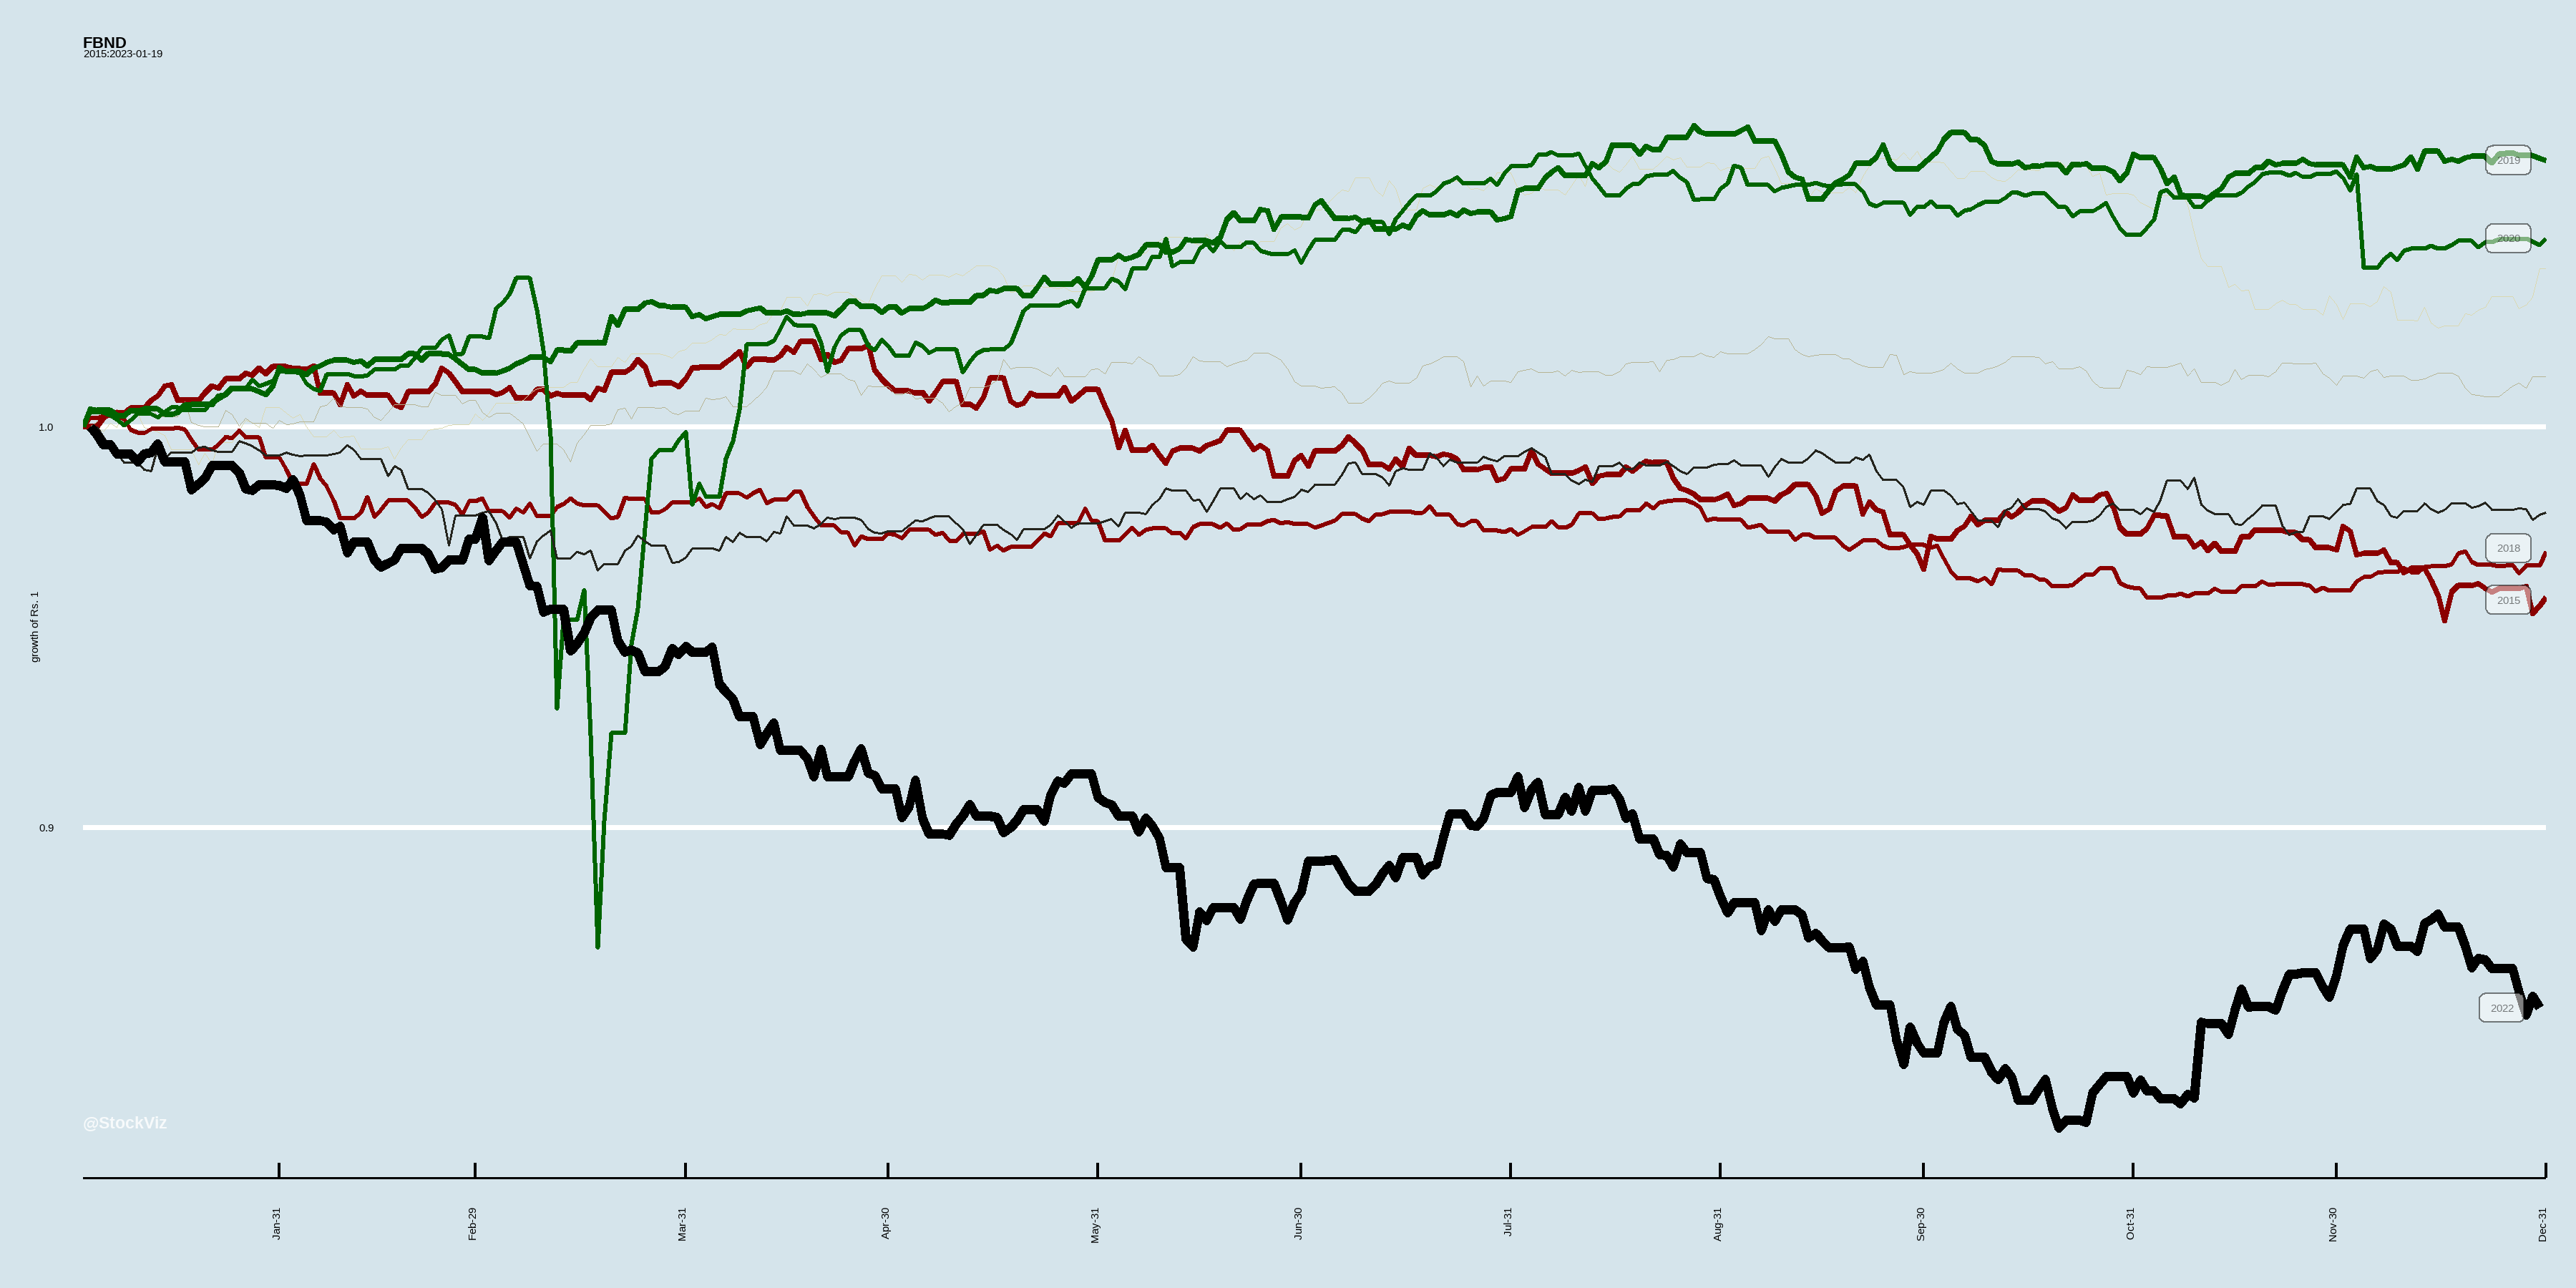 FBND
2015:2023-01-19
2019
2020
1.0
2018
growth of Rs. 1
2015
0.9
2022
@StockViz
Jan-31
Feb-29
Mar-31
Apr-30
May-31
Jun-30
Jul-31
Aug-31
Sep-30
Oct-31
Nov-30
Dec-31